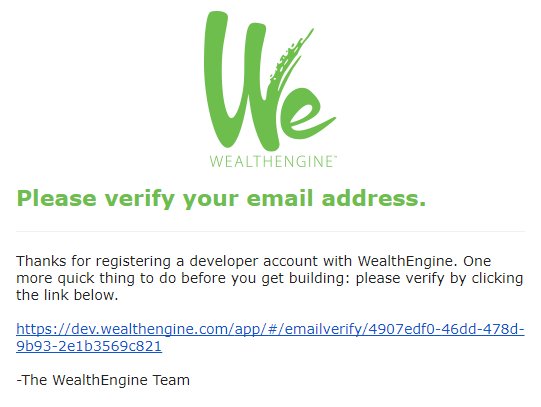 We
WEALTHENGINE™
Please verify your email address.
Thanks for registering a developer account with WealthEngine. One
more quick thing to do before you get building: please verify by clicking
the link below.
https://dev.wealthengine.com/app/#/emailverify/4907edf0-46dd-478d-
9b93-2e1b3569c821
-The WealthEngine Team